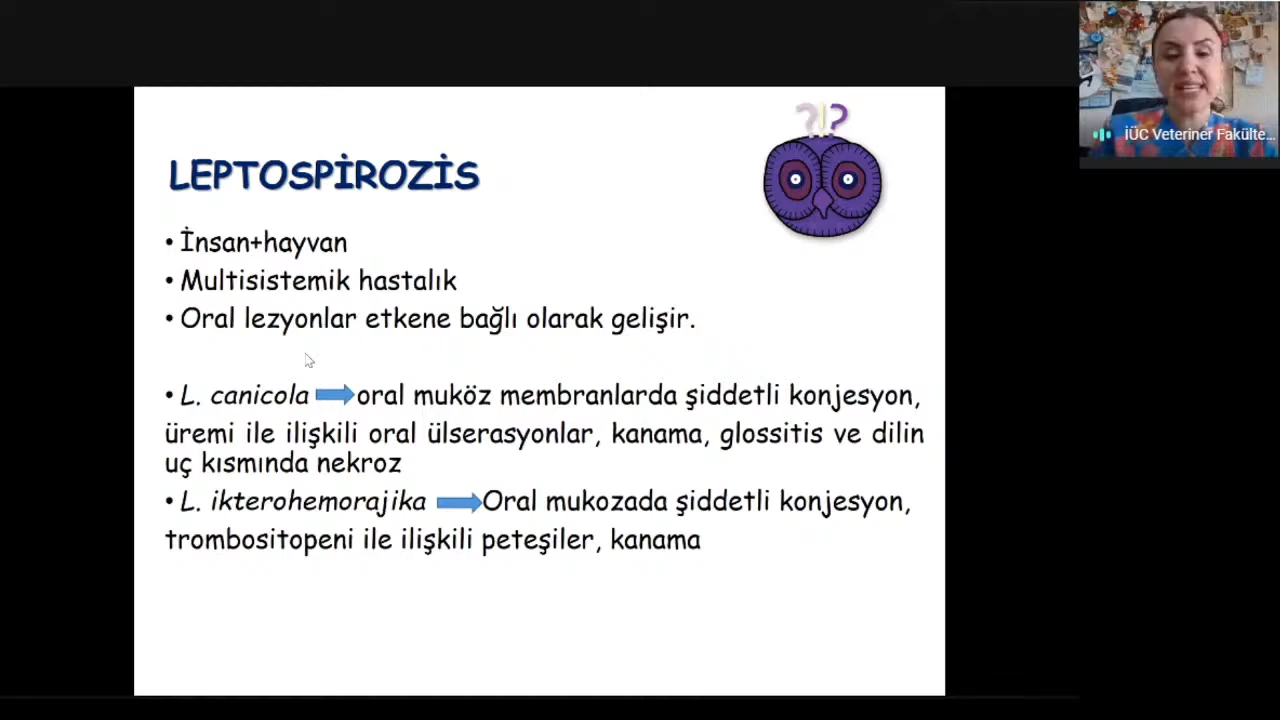 İÜC Veteriner Fakülte...
?!?
LEPTOSPİROZİS
• İnsan+hayvan
• Multisistemik hastalık
• Oral lezyonlar etkene bağlı olarak gelişir.
• L. canicola oral muköz membranlarda şiddetli konjesyon,
üremi ile ilişkili oral ülserasyonlar, kanama, glossitis ve dilin
uç kısmında nekroz
• L. ikterohemorajika Oral mukozada şiddetli konjesyon,
trombositopeni ile ilişkili peteşiler, kanama